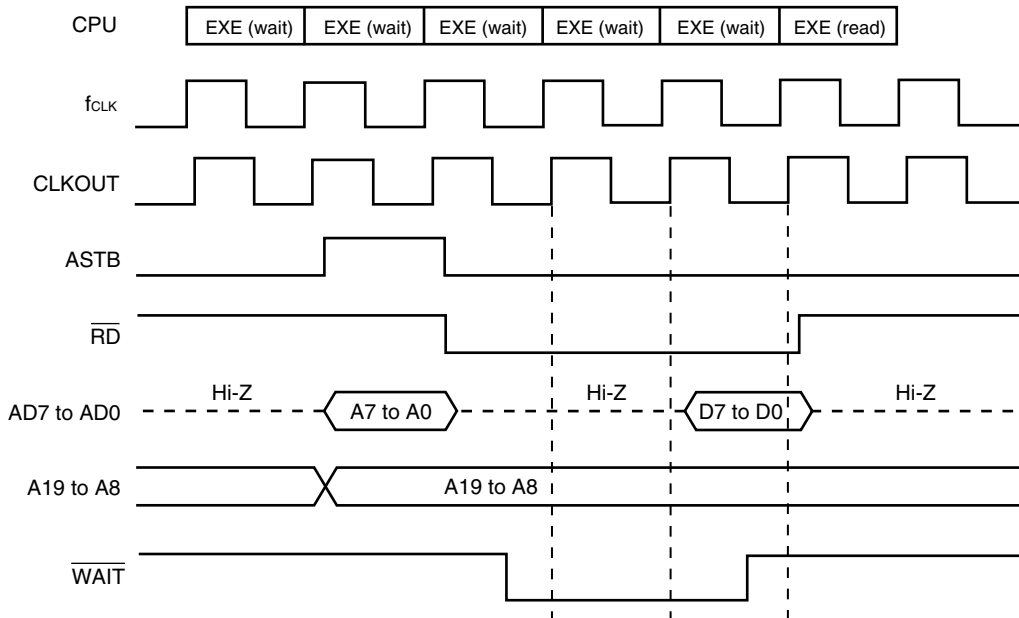 CPU EXE (wait) EXE (wait) EXE (wait) EXE (wait) EXE (wait) EXE (read)
fCLK
CLKOUT
ASTB
RD
Hi-Z Hi-Z Hi-Z
AD7 to AD0 A7 to A0 D7 to D0
A19 to A8 A19 to A8
WAIT